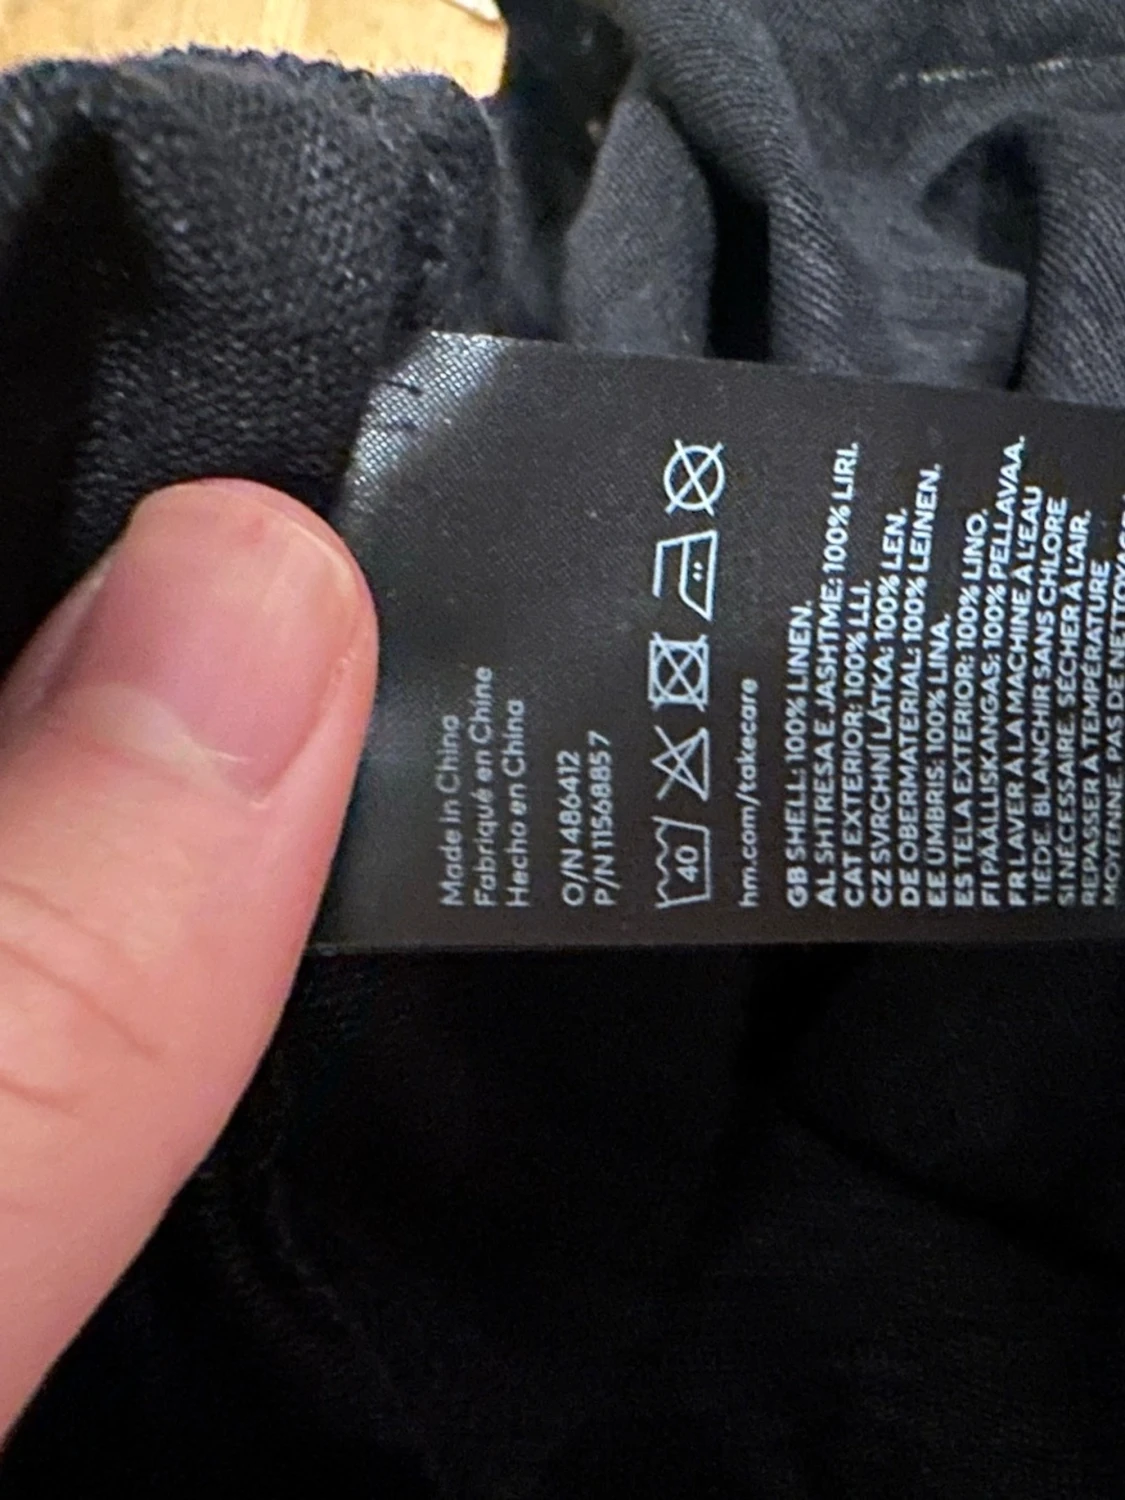 Made in China
Fabriqué en Chine
Hecho en China
O/N 486412
P/N 1156885 7
40
hm.com/takecare
GB SHELL: 100% LINEN.
AL SHTRESA E JASHTME: 100% LIRI.
CAT EXTERIOR: 100% LLI.
CZ SVRCHNÍ LÁTKA: 100% LEN.
DE OBERMATERIAL: 100% LEINEN.
EE ÜMBRIS: 100% LINA.
ES TELA EXTERIOR: 100% LINO.
FI PÄÄLLISKANGAS: 100% PELLAVAA.
FR LAVER À LA MACHINE À L'EAU
TIÈDE. BLANCHIR SANS CHLORE
SI NÉCESSAIRE. SÉCHER À L'AIR.
REPASSER À TEMPÉRATURE
MOYENNE. PAS DE NETTOYAGE